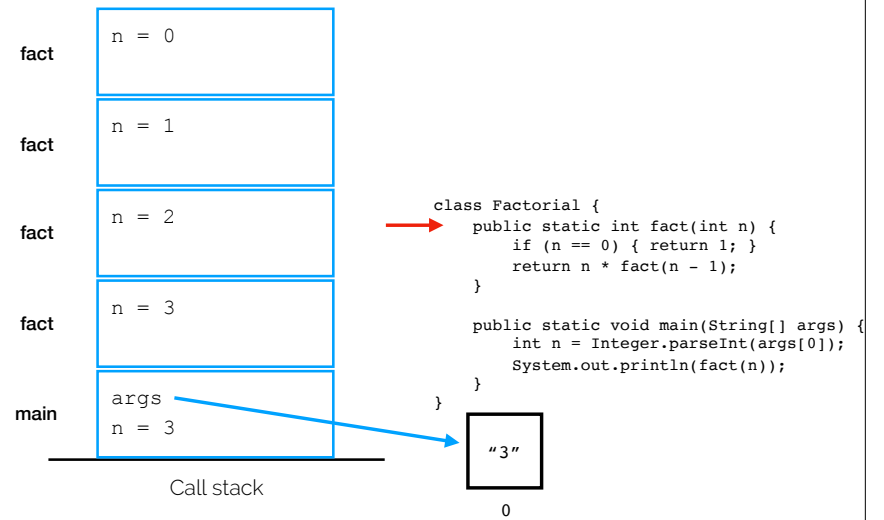 fact
n = 0
fact
n = 1
fact
n = 2
fact
n = 3
main
args
n = 3
Call stack
class Factorial {
    public static int fact(int n) {
        if (n == 0) { return 1; }
        return n * fact(n - 1);
    }
    public static void main(String[] args) {
        int n = Integer.parseInt(args[0]);
        System.out.println(fact(n));
    }
}
“3”
0